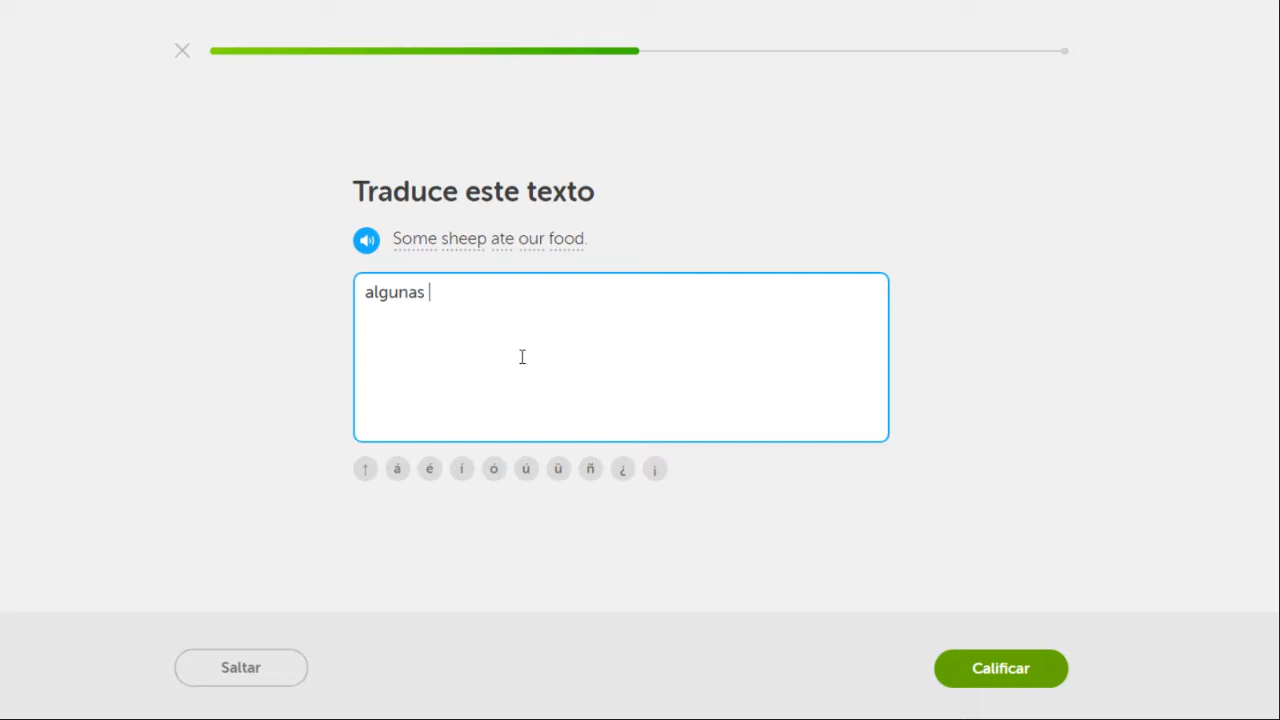 Traduce este texto
Some sheep ate our food.
algunas
↑ á é í ó ú ü ñ ¿ ¡
Saltar
Calificar